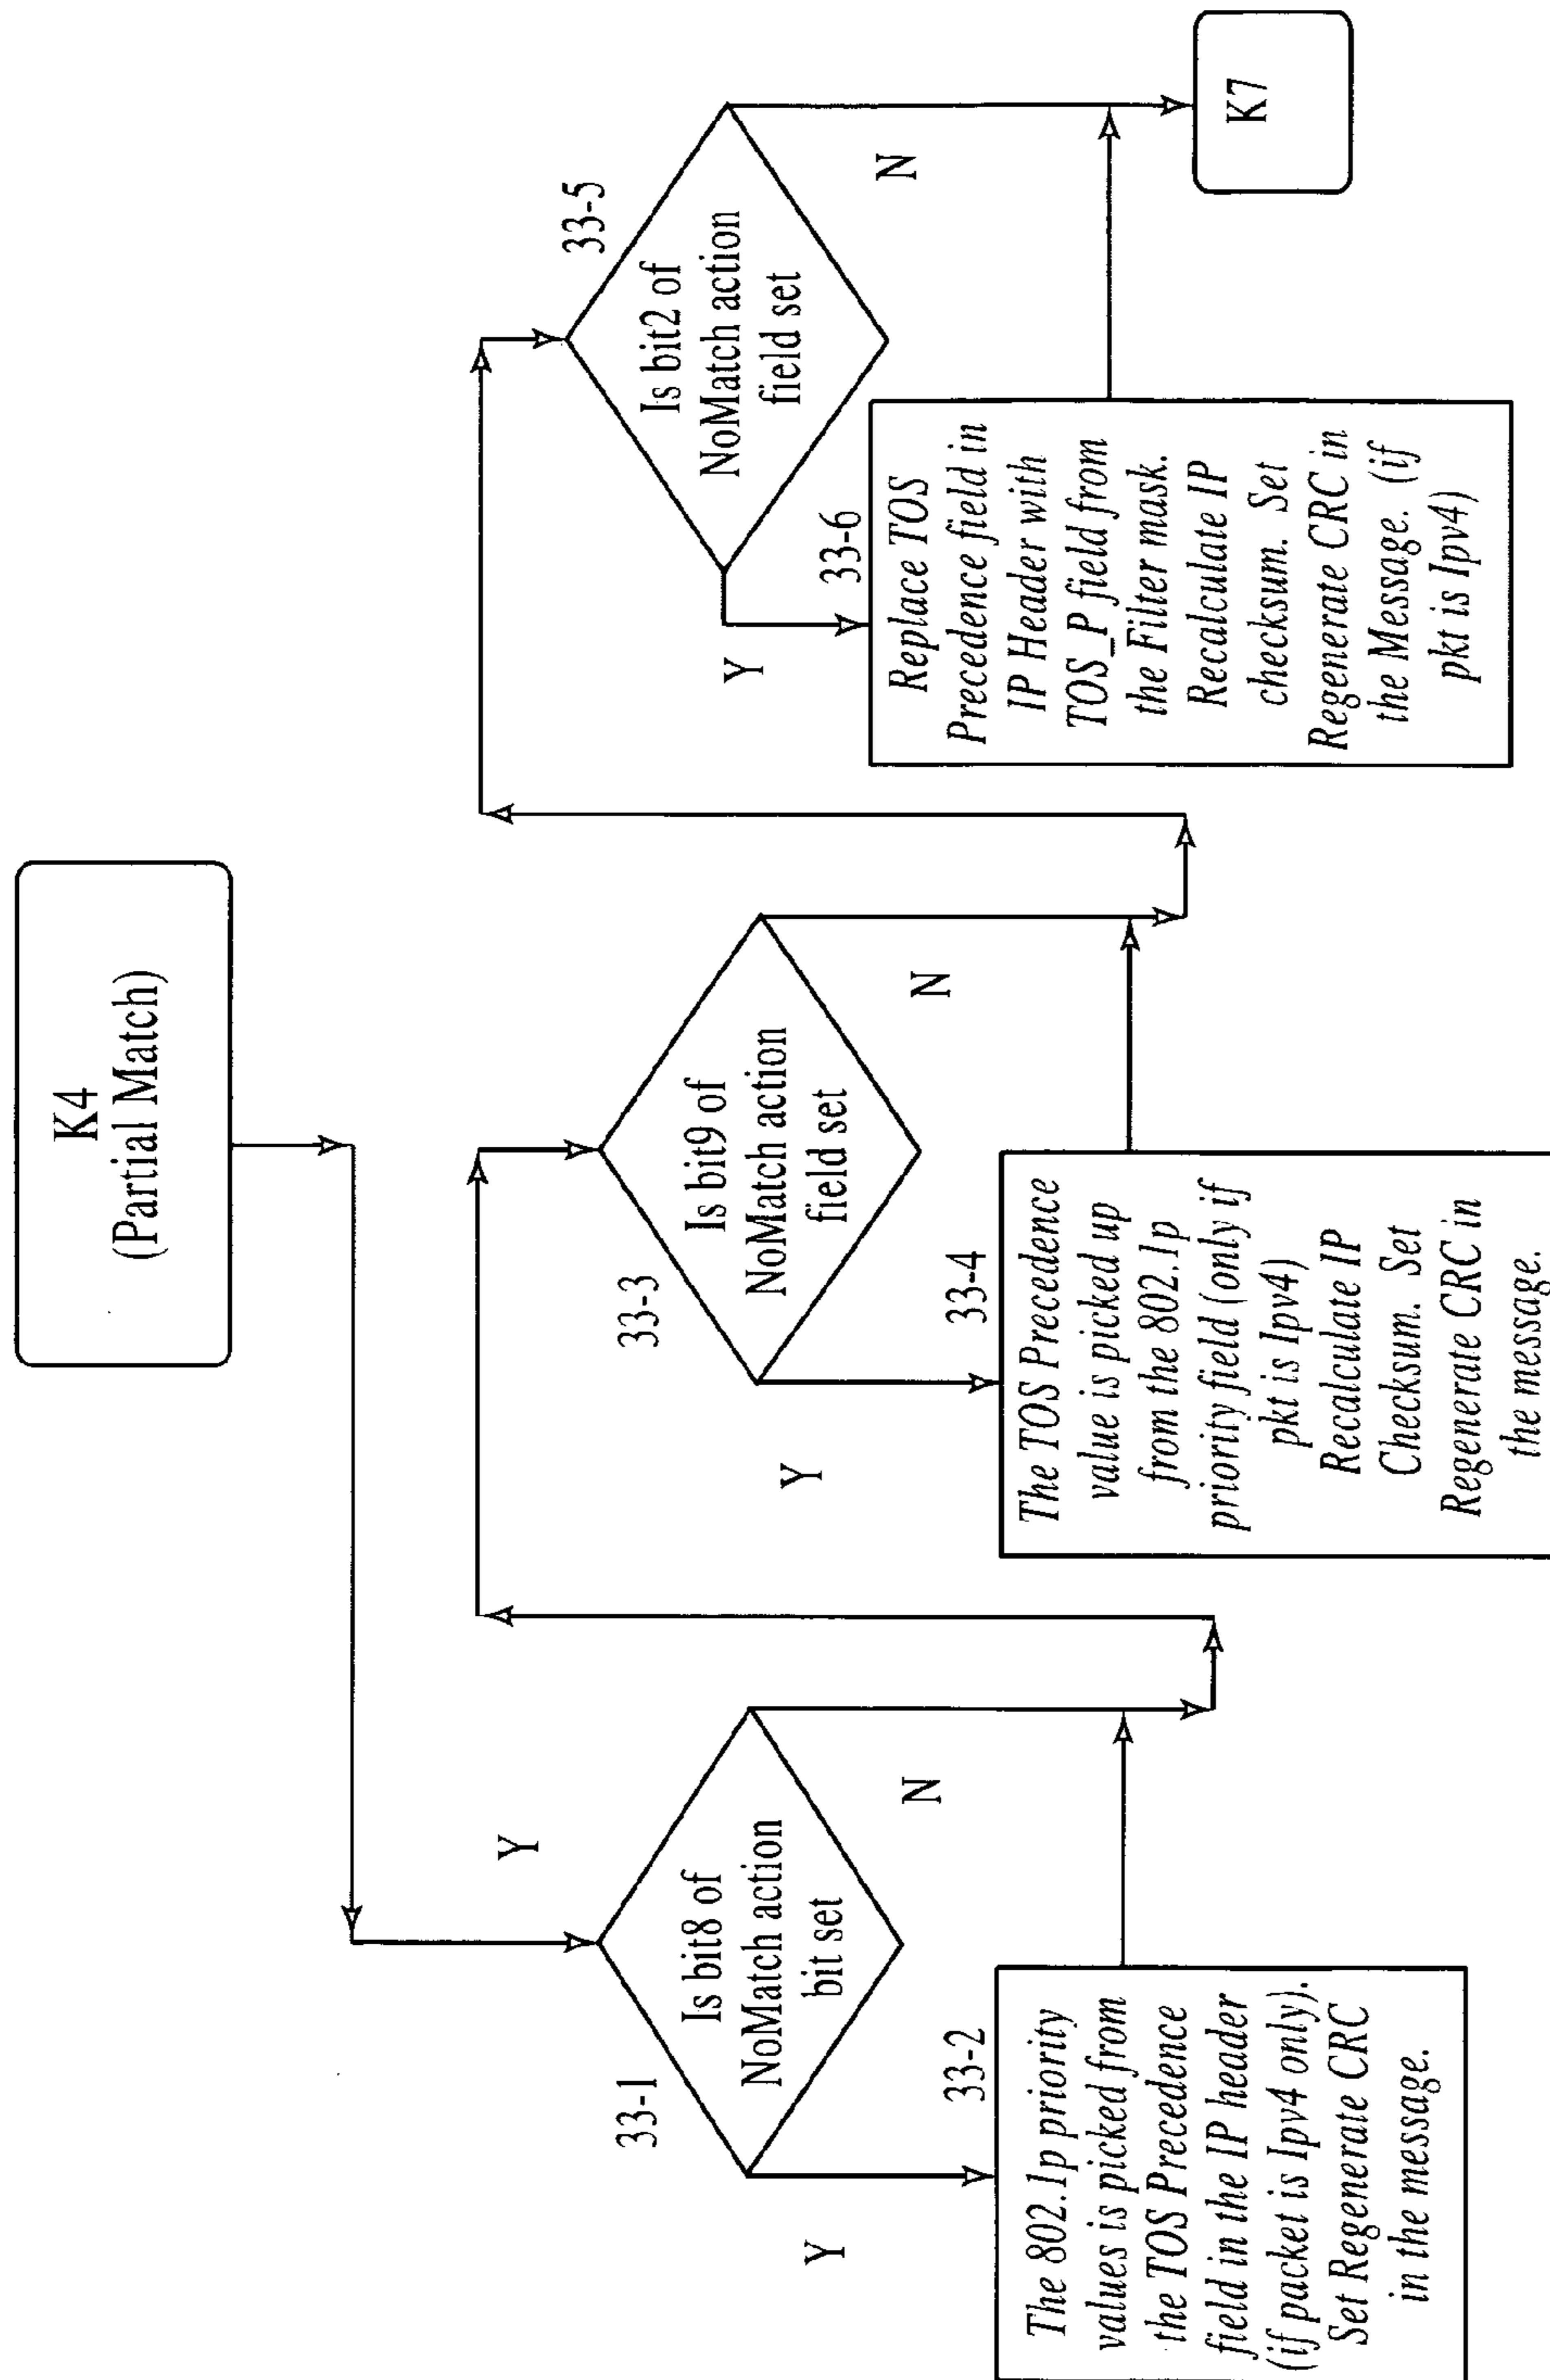 K4
(Partial Match)
Y
33-1
Is bit8 of
NoMatch action
bit set
Y
N
33-2
The 802.1p priority
values is picked from
the TOS Precedence
field in the IP header
(if packet is Ipv4 only).
Set Regenerate CRC
in the message.
33-3
Is bit9 of
NoMatch action
field set
Y
N
33-4
The TOS Precedence
value is picked up
from the 802.1p
priority field (only if
pkt is Ipv4)
Recalculate IP
Checksum. Set
Regenerate CRC in
the message.
33-5
Is bit2 of
NoMatch action
field set
Y
N
33-6
Replace TOS
Precedence field in
IP Header with
TOS_P field from
the Filter mask.
Recalculate IP
checksum. Set
Regenerate CRC in
the Message. (if
pkt is Ipv4)
K7